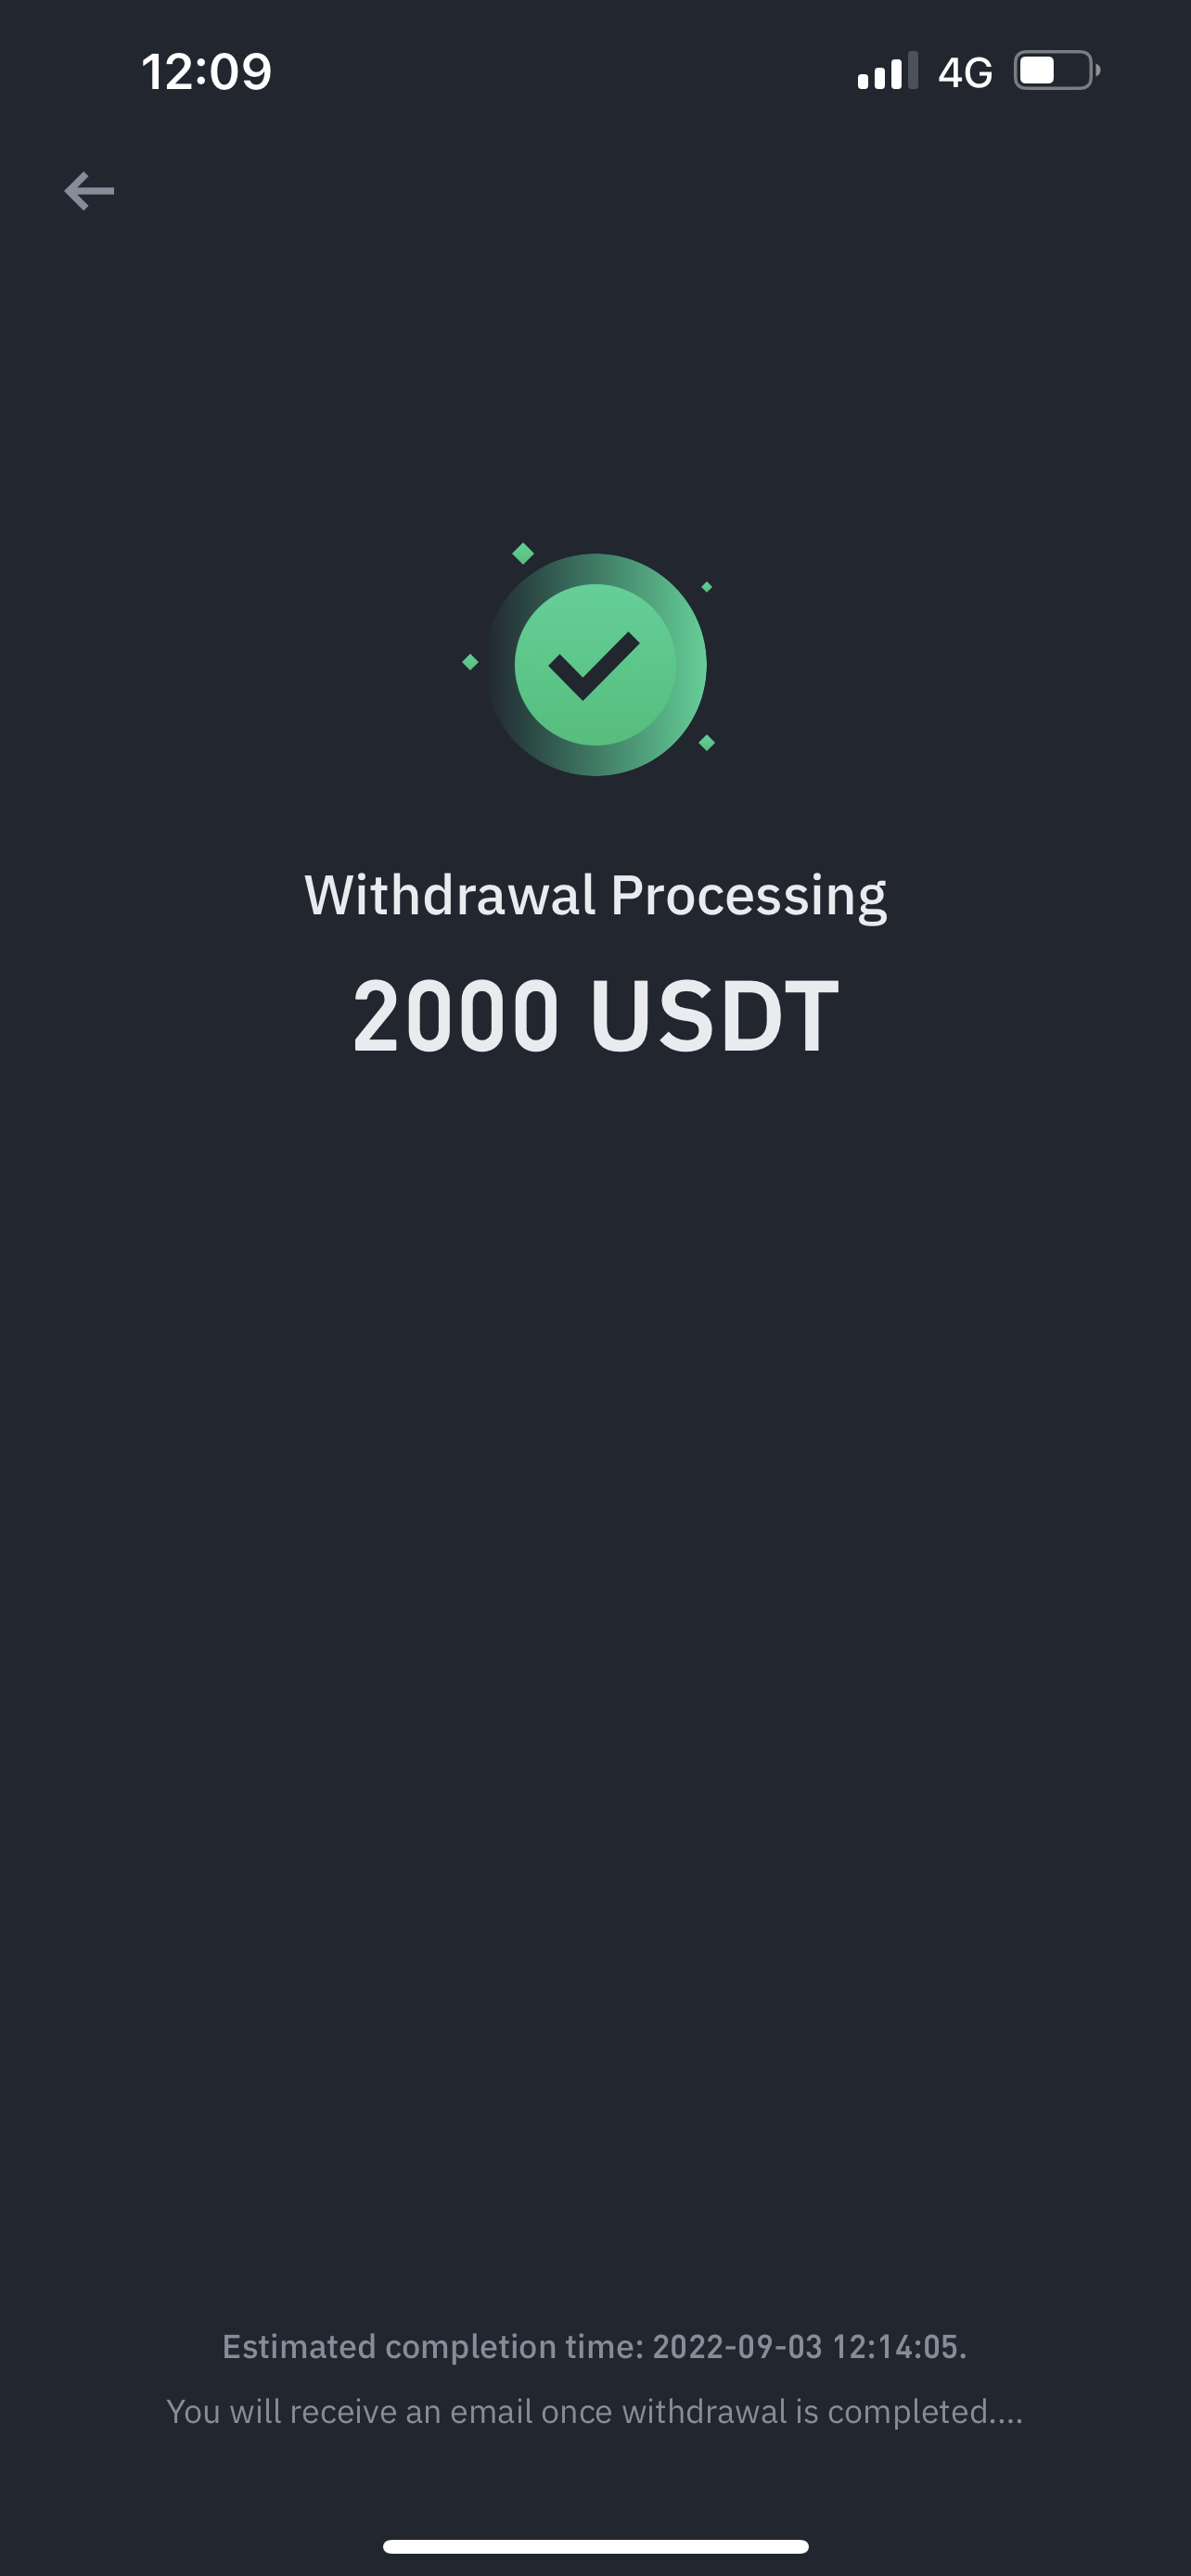 12:09
4G
Withdrawal Processing
2000 USDT
Estimated completion time: 2022-09-03 12:14:05.
You will receive an email once withdrawal is completed....